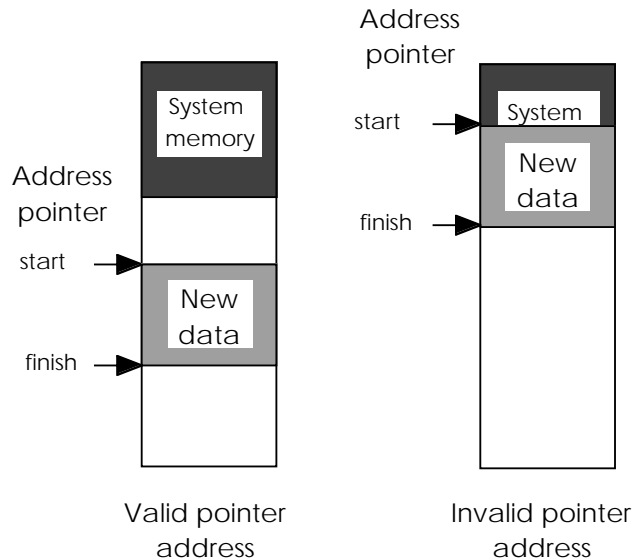 System
memory
Address
pointer
start
New
data
finish
Valid pointer
address
Address
pointer
start
System
New
data
finish
Invalid pointer
address